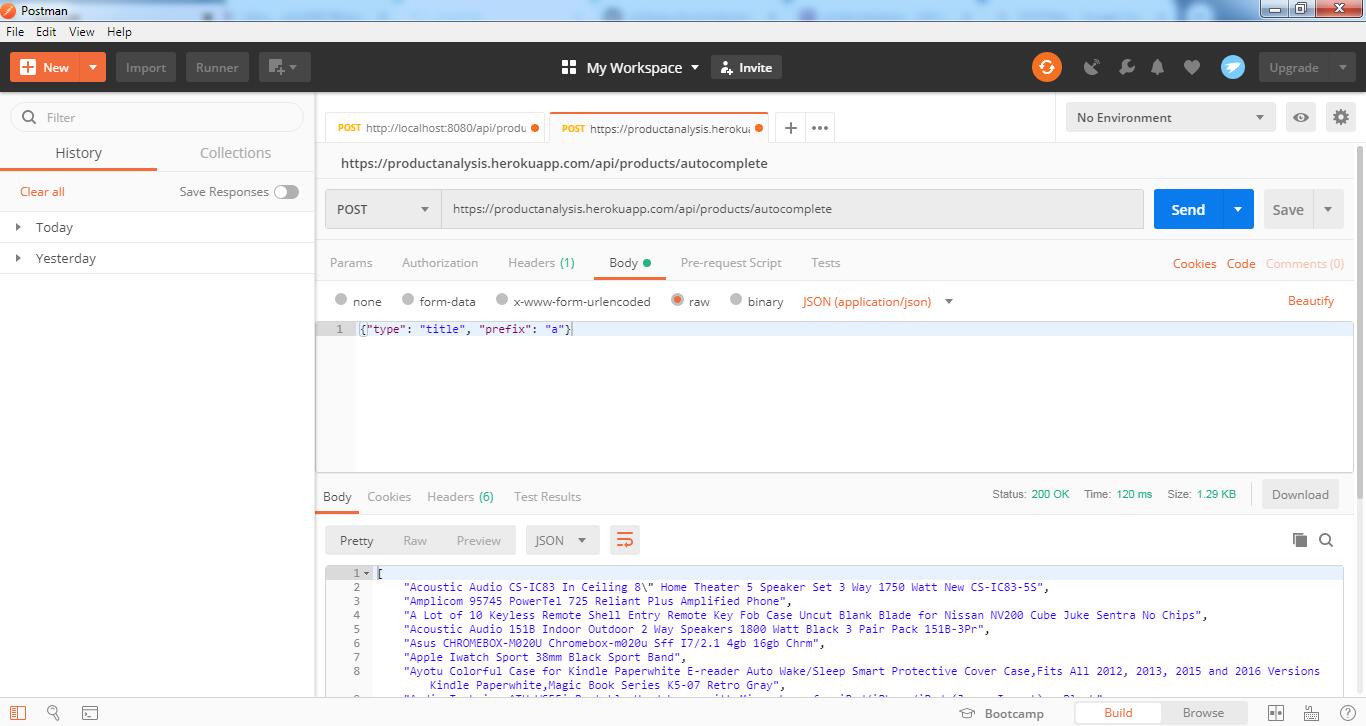 Postman
File Edit View Help
New Import Runner My Workspace Invite Upgrade
Filter
History Collections
Clear all Save Responses
Today
Yesterday
POST http://localhost:8080/api/produ POST https://productanalysis.heroku + ••• No Environment
https://productanalysis.herokuapp.com/api/products/autocomplete
POST https://productanalysis.herokuapp.com/api/products/autocomplete Send Save
Params Authorization Headers (1) Body Pre-request Script Tests Cookies Code Comments (0)
none form-data x-www-form-urlencoded raw binary JSON (application/json) Beautify
1 {"type": "title", "prefix": "a"}
Body Cookies Headers (6) Test Results Status: 200 OK Time: 120 ms Size: 1.29 KB Download
Pretty Raw Preview JSON
1 [
2 "Acoustic Audio CS-IC83 In Ceiling 8\" Home Theater 5 Speaker Set 3 Way 1750 Watt New CS-IC83-5S",
3 "Amplicom 95745 PowerTel 725 Reliant Plus Amplified Phone",
4 "A Lot of 10 Keyless Remote Shell Entry Remote Key Fob Case Uncut Blank Blade for Nissan NV200 Cube Juke Sentra No Chips",
5 "Acoustic Audio 151B Indoor Outdoor 2 Way Speakers 1800 Watt Black 3 Pair Pack 151B-3Pr",
6 "Asus CHROMEBOX-M020U Chromebox-m020u Sff I7/2.1 4gb 16gb Chrm",
7 "Apple Iwatch Sport 38mm Black Sport Band",
8 "Ayotu Colorful Case for Kindle Paperwhite E-reader Auto Wake/Sleep Smart Protective Cover Case,Fits All 2012, 2013, 2015 and 2016 Versions
Kindle Paperwhite,Magic Book Series K5-07 Retro Gray",
Bootcamp Build Browse